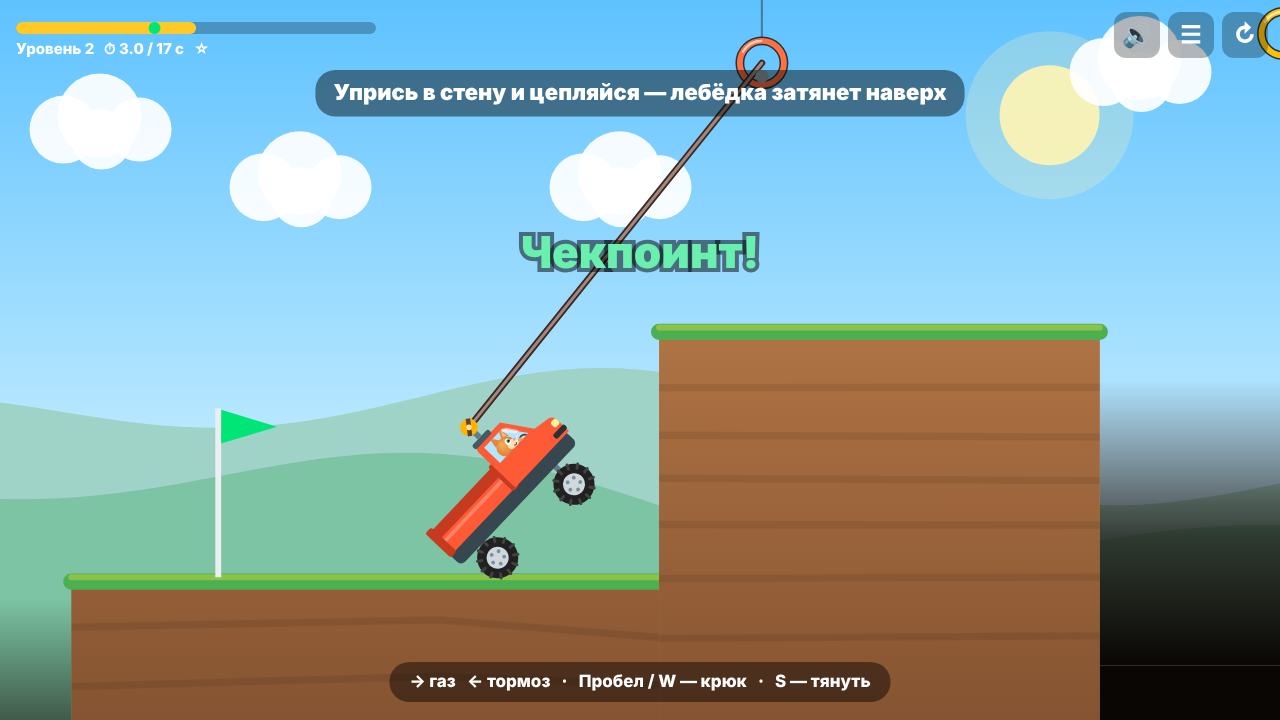 Уровень 2 ⏱ 3.0 / 17 с ☆
Упрись в стену и цепляйся — лебёдка затянет наверх
Чекпоинт!
→ газ ← тормоз · Пробел / W — крюк · S — тянуть